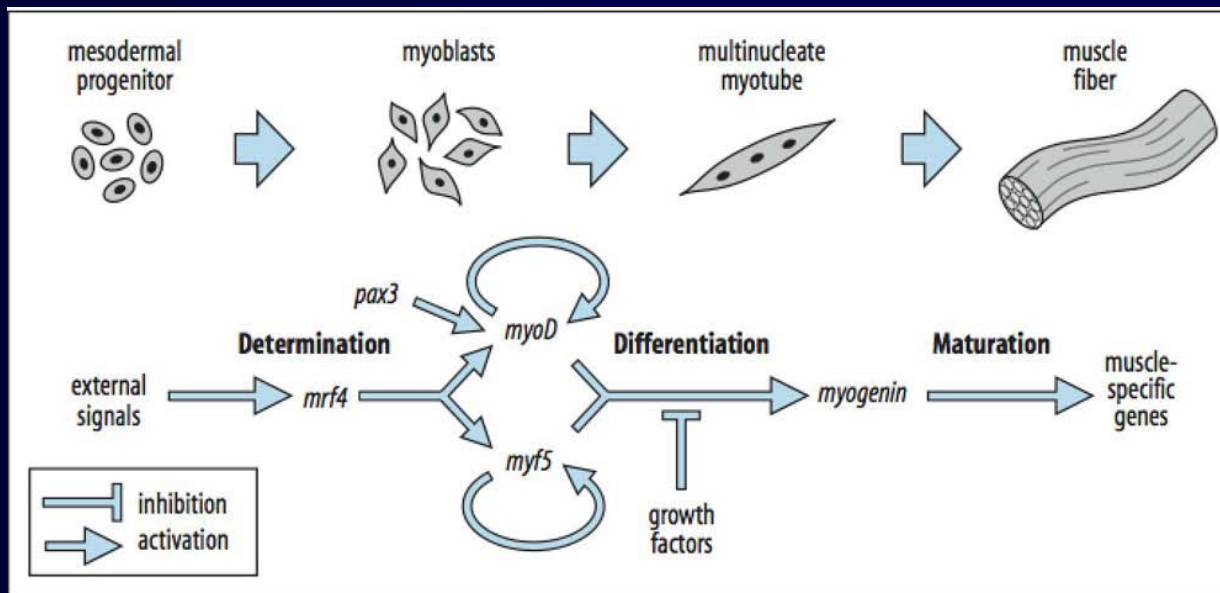 mesodermal
progenitor
myoblasts
multinucleate
myotube
muscle
fiber
pax3
myoD
Determination
Differentiation
Maturation
external
signals
mrf4
myogenin
muscle-
specific
genes
myf5
growth
factors
inhibition
activation